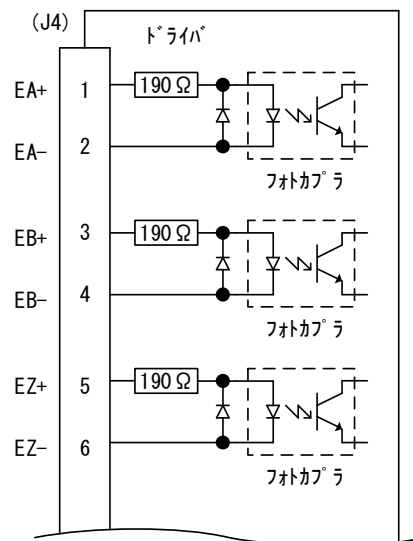 (J4)
ﾄﾞﾗｲﾊﾞ
EA+ 1 190Ω
EA- 2
ﾌｫﾄｶﾌﾟﾗ
EB+ 3 190Ω
EB- 4
ﾌｫﾄｶﾌﾟﾗ
EZ+ 5 190Ω
EZ- 6
ﾌｫﾄｶﾌﾟﾗ